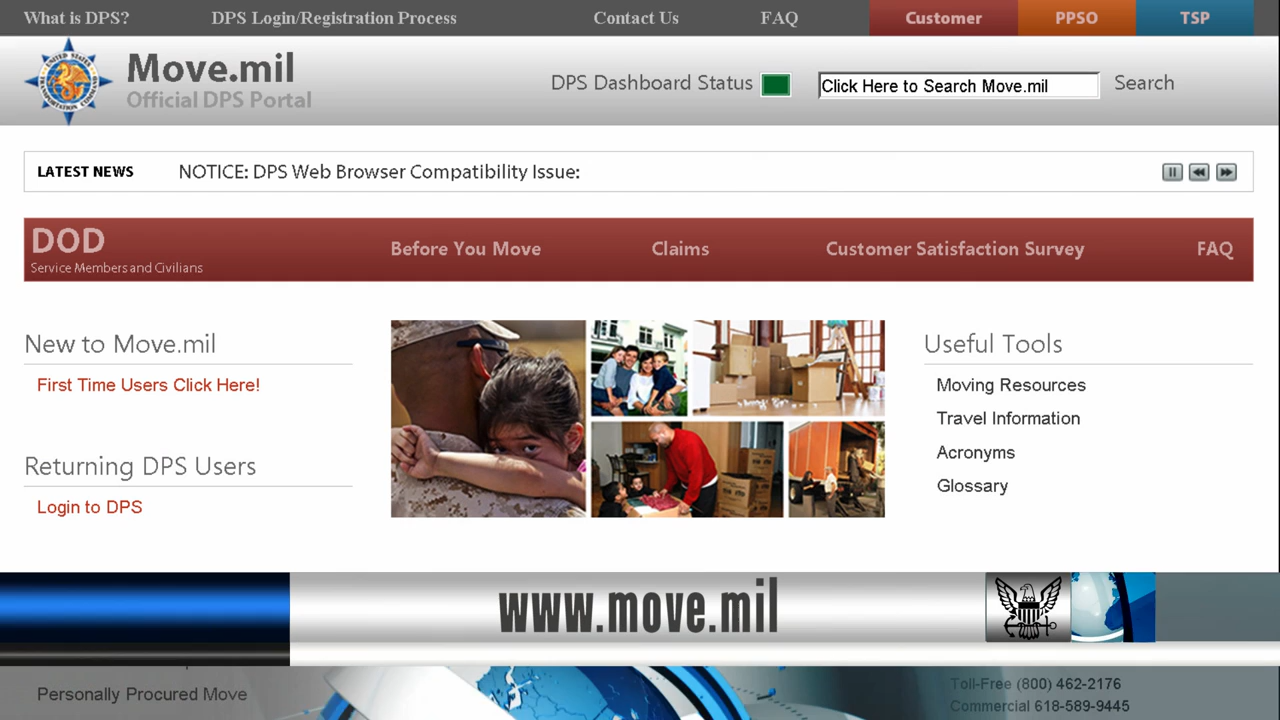 What is DPS? DPS Login/Registration Process Contact Us FAQ Customer PPSO TSP
Move.mil
Official DPS Portal
DPS Dashboard Status
Click Here to Search Move.mil
Search
LATEST NEWS NOTICE: DPS Web Browser Compatibility Issue:
DOD
Service Members and Civilians
Before You Move Claims Customer Satisfaction Survey FAQ
New to Move.mil
First Time Users Click Here!
Returning DPS Users
Login to DPS
Useful Tools
Moving Resources
Travel Information
Acronyms
Glossary
www.move.mil
Personally Procured Move
Toll-Free (800) 462-2176
Commercial 618-589-9445